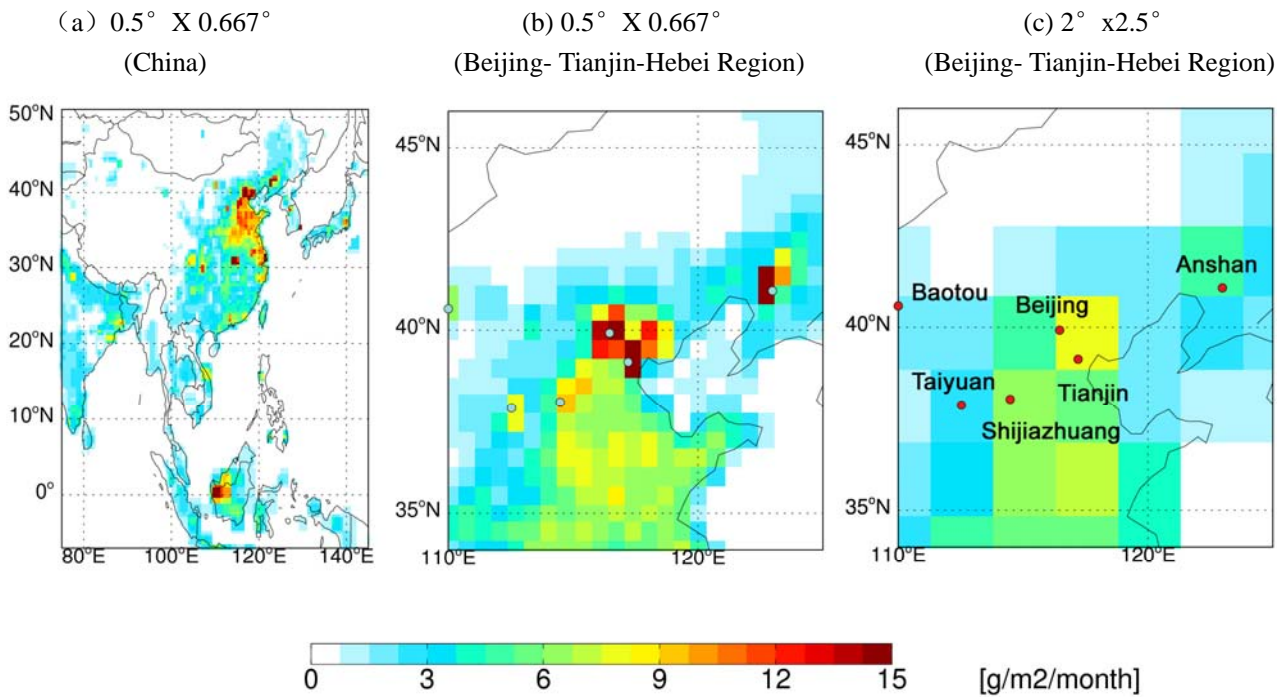 （a）0.5° X 0.667°
(China)
(b) 0.5° X 0.667°
(Beijing- Tianjin-Hebei Region)
(c) 2° x2.5°
(Beijing- Tianjin-Hebei Region)
50°N
40°N
30°N
20°N
10°N
0°
80°E
100°E
120°E
140°E
45°N
40°N
35°N
110°E
120°E
45°N
40°N
35°N
110°E
120°E
Anshan
Baotou
Beijing
Taiyuan
Tianjin
Shijiazhuang
0
3
6
9
12
15
[g/m2/month]